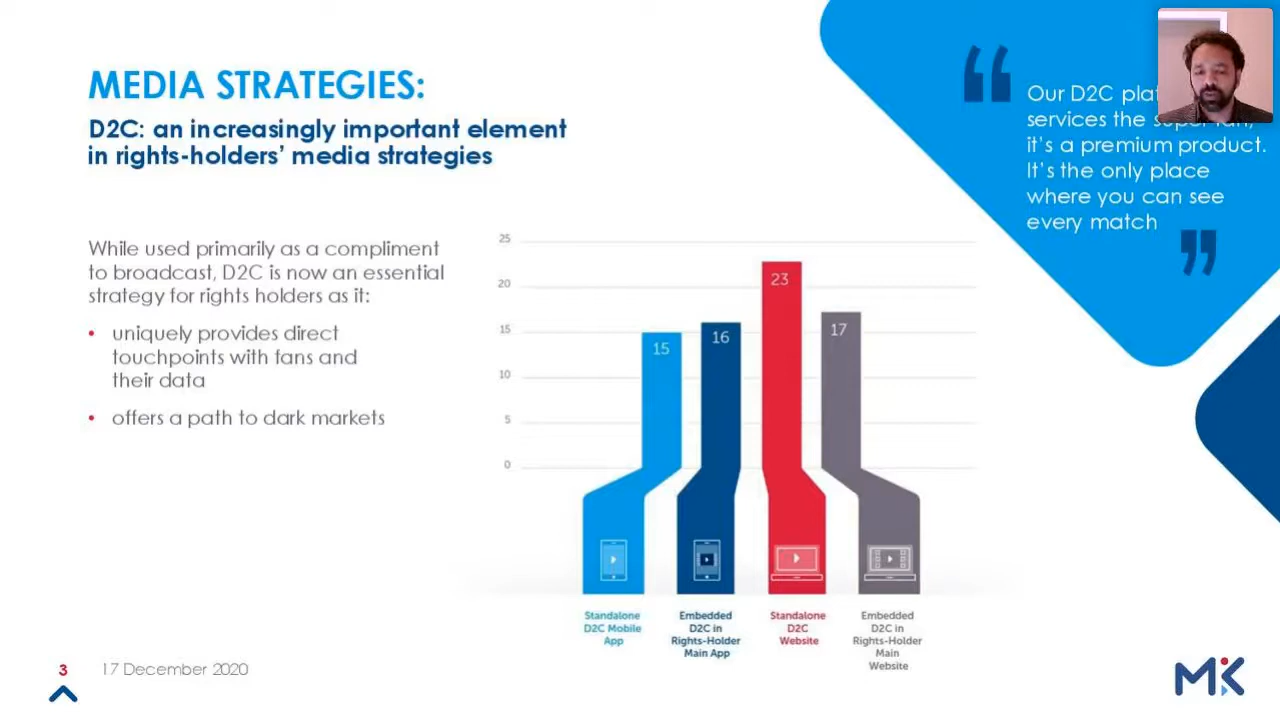 MEDIA STRATEGIES:
D2C: an increasingly important element
in rights-holders' media strategies
While used primarily as a compliment
to broadcast, D2C is now an essential
strategy for rights holders as it:
• uniquely provides direct
touchpoints with fans and
their data
• offers a path to dark markets
“
Our D2C
services the
it's a premium product.
It's the only place
where you can see
every match
”
25
20
15
10
5
0
15
16
23
17
Standalone
D2C Mobile
App
Embedded
D2C in
Rights-Holder
Main App
Standalone
D2C
Website
Embedded
D2C in
Rights-Holder
Main
Website
3
17 December 2020
MK